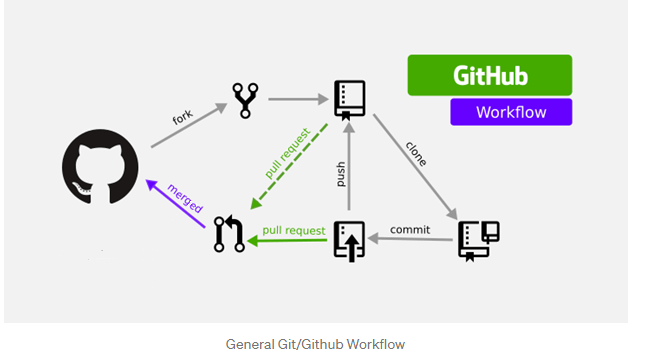 GitHub
Workflow
fork
pull request
clone
push
merged
pull request
commit
General Git/Github Workflow